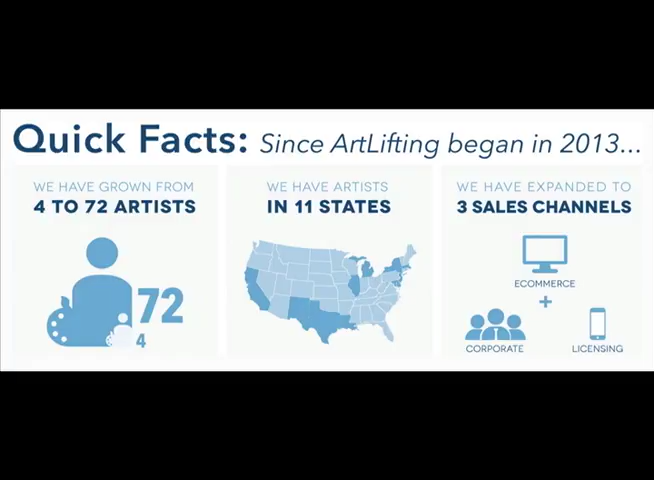 Quick Facts: Since ArtLifting began in 2013...
WE HAVE GROWN FROM
4 TO 72 ARTISTS
72
4
WE HAVE ARTISTS
IN 11 STATES
WE HAVE EXPANDED TO
3 SALES CHANNELS
ECOMMERCE
+
CORPORATE
LICENSING